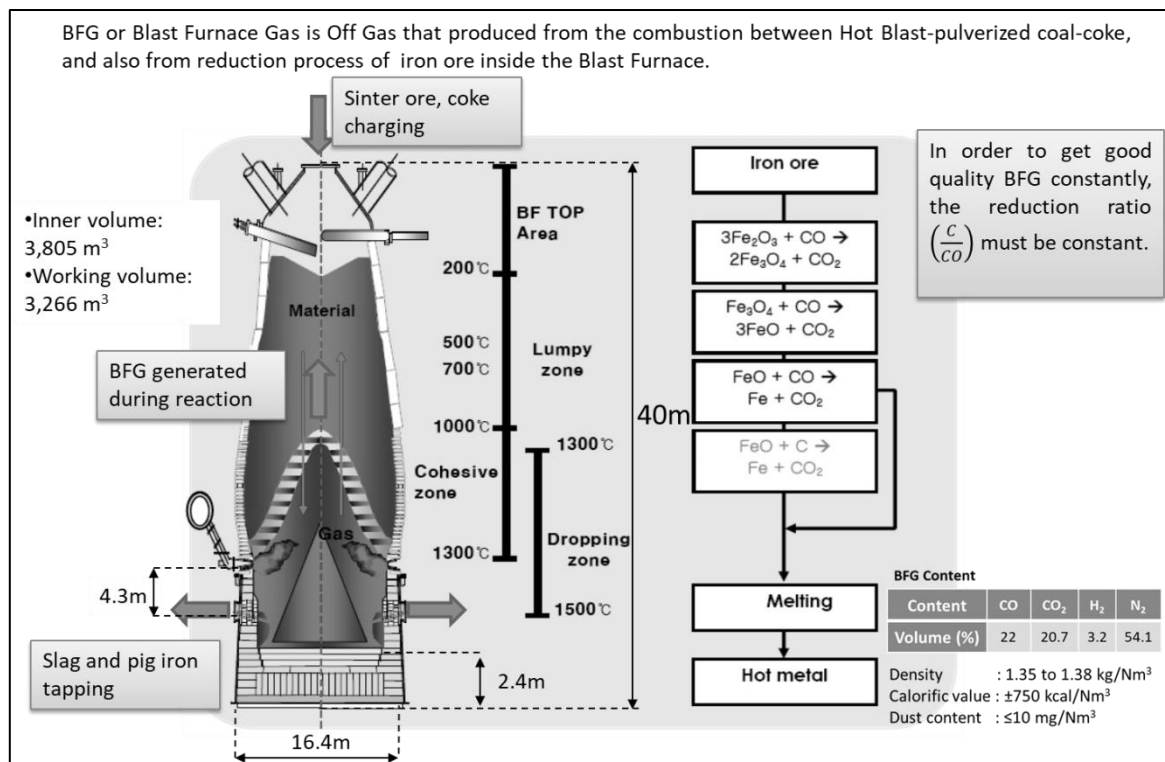 BFG or Blast Furnace Gas is Off Gas that produced from the combustion between Hot Blast-pulverized coal-coke,
and also from reduction process of iron ore inside the Blast Furnace.
Sinter ore, coke
charging
•Inner volume:
3,805 m³
•Working volume:
3,266 m³
BFG generated
during reaction
Slag and pig iron
tapping
Material
Gas
BF TOP
Area
200℃
500℃
700℃
Lumpy
zone
1000℃
1300℃
Cohesive
zone
1300℃
Dropping
zone
1500℃
40m
4.3m
2.4m
16.4m
Iron ore
3Fe₂O₃ + CO →
2Fe₃O₄ + CO₂
Fe₃O₄ + CO →
3FeO + CO₂
FeO + CO →
Fe + CO₂
FeO + C →
Fe + CO₂
Melting
Hot metal
In order to get good
quality BFG constantly,
the reduction ratio
(C/CO) must be constant.
BFG Content
Content CO CO₂ H₂ N₂
Volume (%) 22 20.7 3.2 54.1
Density : 1.35 to 1.38 kg/Nm³
Calorific value : ±750 kcal/Nm³
Dust content : ≤10 mg/Nm³